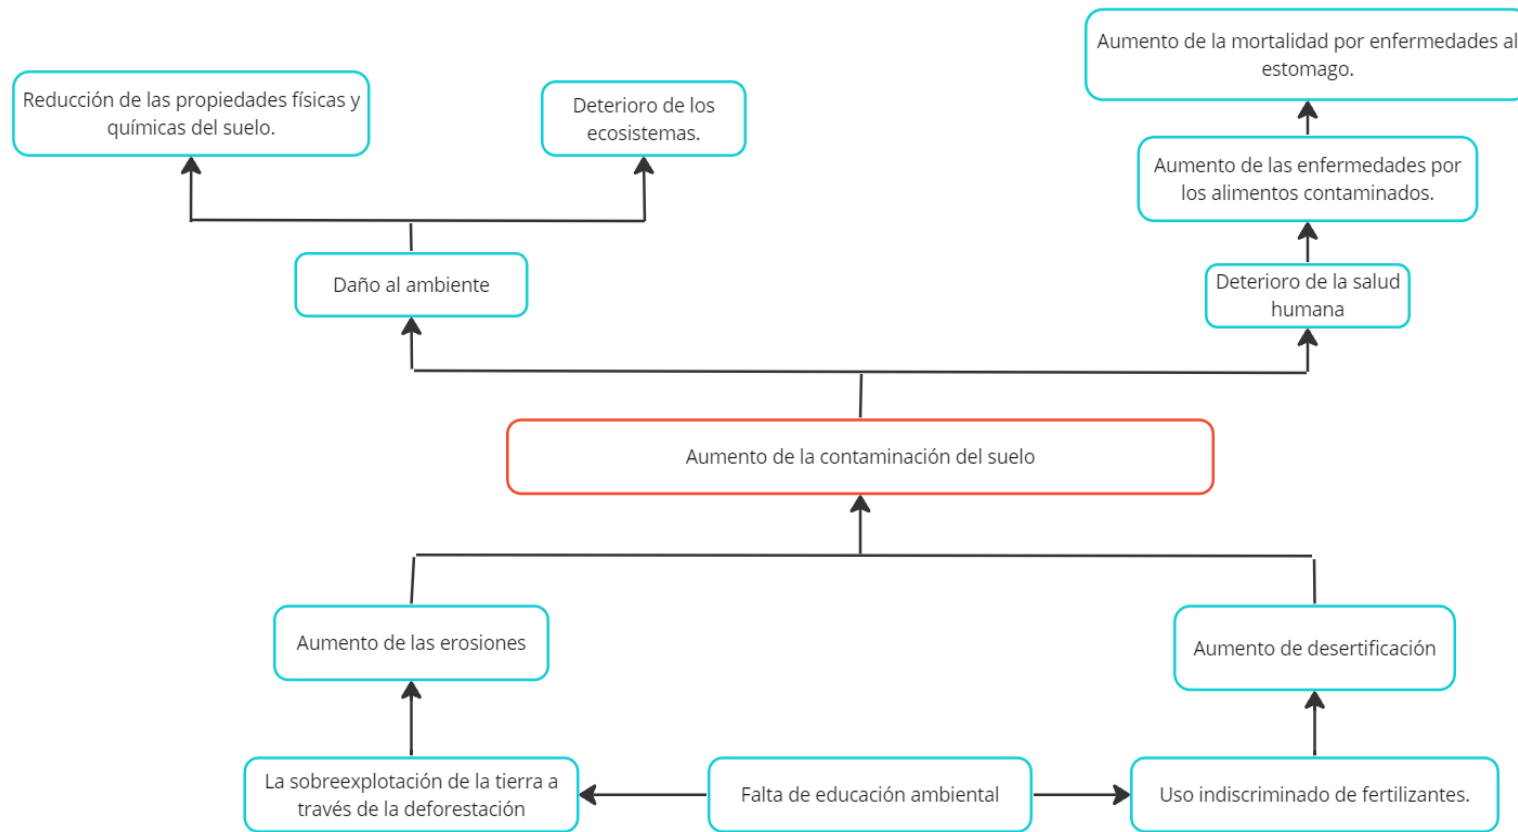 Aumento de la mortalidad por enfermedades al
estomago.
Reducción de las propiedades físicas y
químicas del suelo.
Deterioro de los
ecosistemas.
Aumento de las enfermedades por
los alimentos contaminados.
Daño al ambiente
Deterioro de la salud
humana
Aumento de la contaminación del suelo
Aumento de las erosiones
Aumento de desertificación
La sobreexplotación de la tierra a
través de la deforestación
Falta de educación ambiental
Uso indiscriminado de fertilizantes.